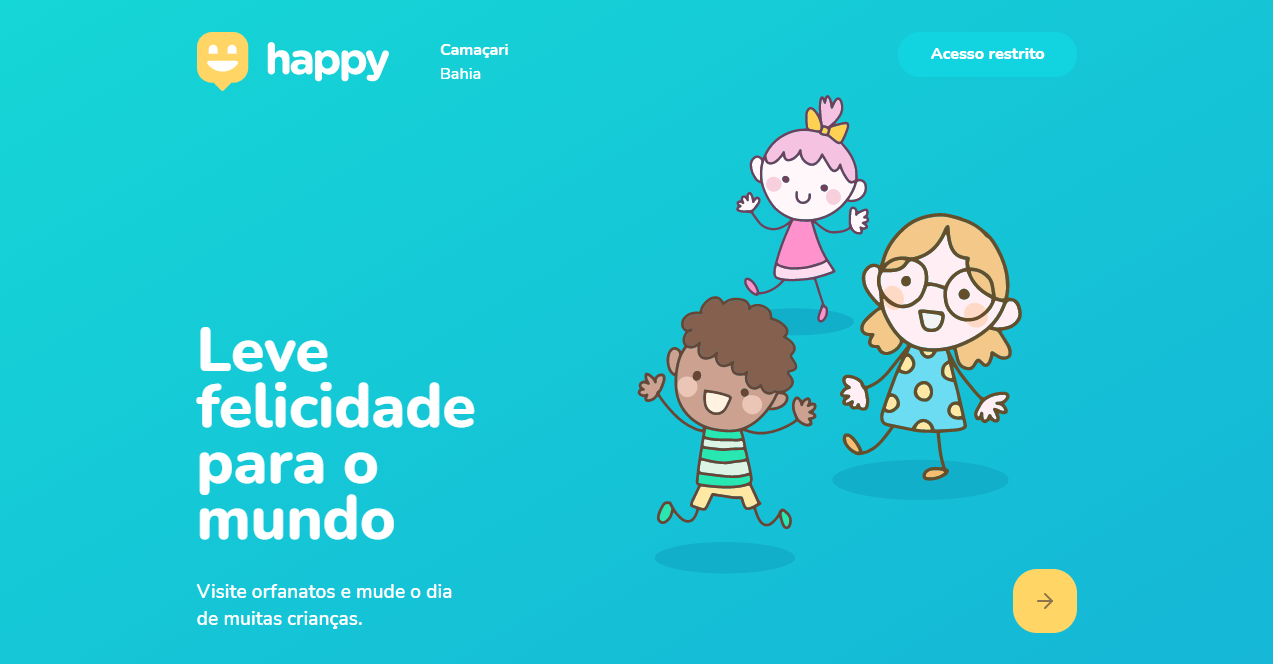 happy
Camaçari
Bahia
Acesso restrito
Leve
felicidade
para o
mundo
Visite orfanatos e mude o dia
de muitas crianças.